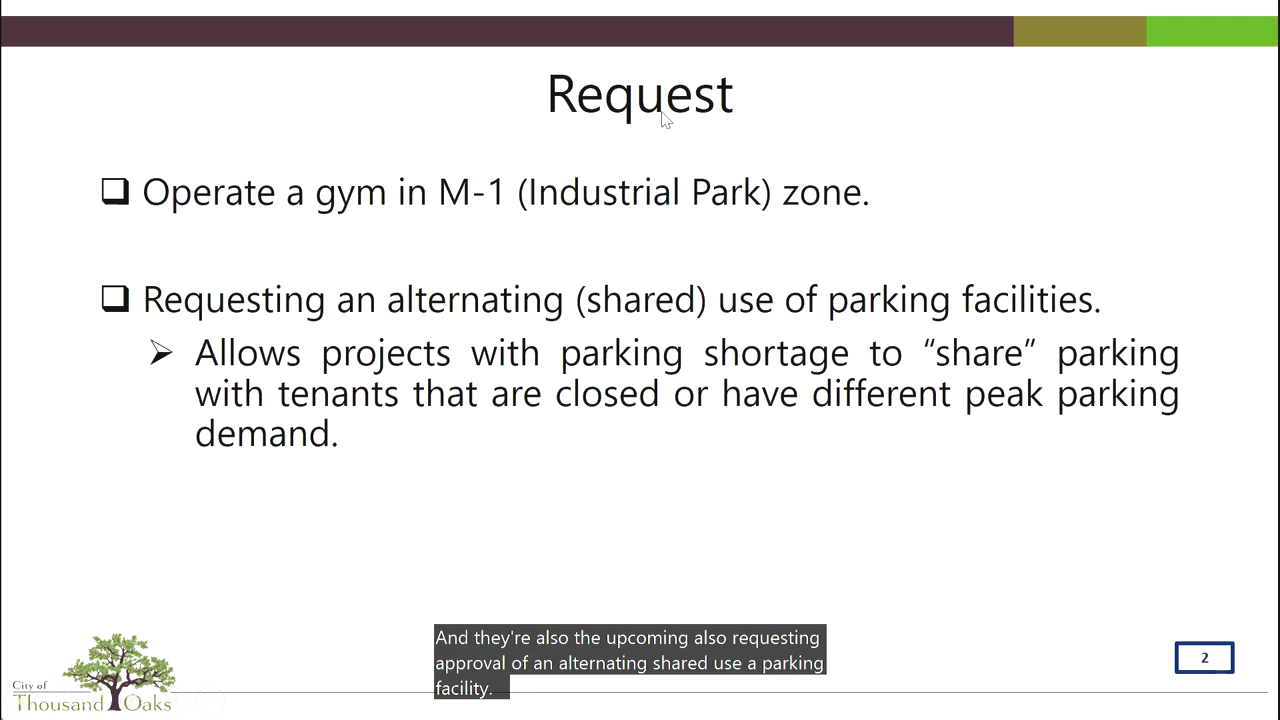 Request
Operate a gym in M-1 (Industrial Park) zone.
Requesting an alternating (shared) use of parking facilities.
Allows projects with parking shortage to “share” parking
with tenants that are closed or have different peak parking
demand.
And they're also the upcoming also requesting
approval of an alternating shared use a parking
facility.
2
City of
Thousand Oaks